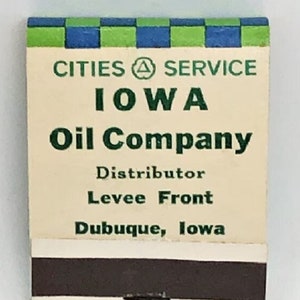 CITIES SERVICE
IOWA
Oil Company
Distributor
Levee Front
Dubuque, Iowa